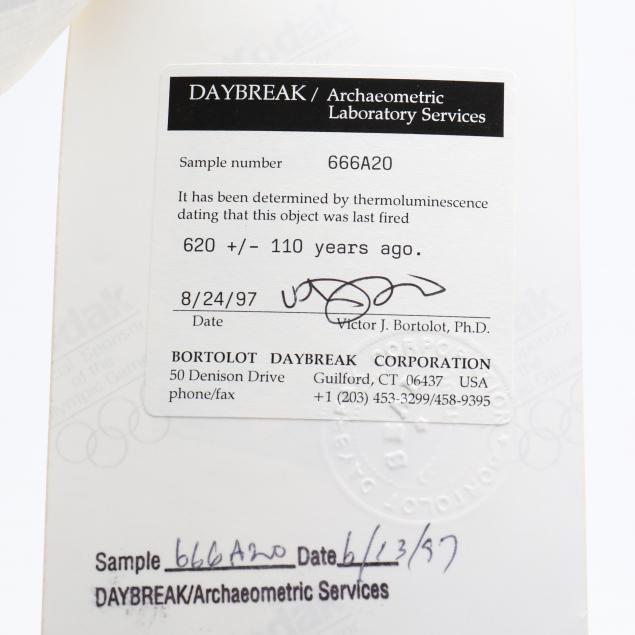 DAYBREAK / Archaeometric
Laboratory Services
Sample number 666A20
It has been determined by thermoluminescence
dating that this object was last fired
620 +/- 110 years ago.
8/24/97
Date Victor J. Bortolot, Ph.D.
BORTOLOT DAYBREAK CORPORATION
50 Denison Drive Guilford, CT 06437 USA
phone/fax +1 (203) 453-3299/458-9395
Sample 666A20 Date 6/13/97
DAYBREAK/Archaeometric Services